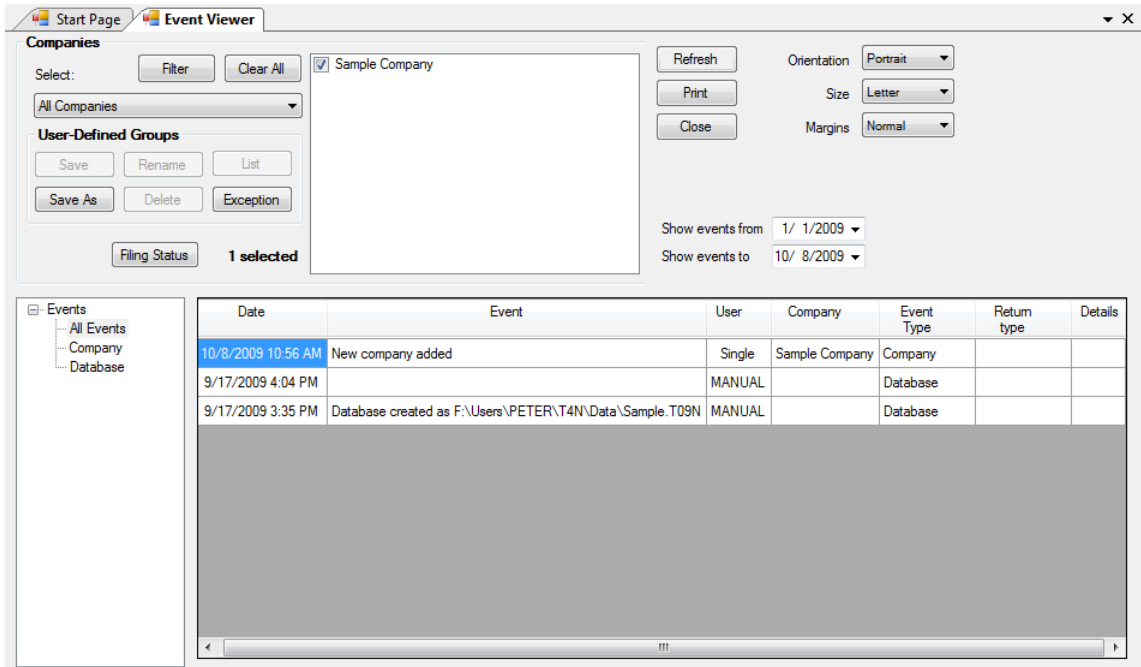 Start Page Event Viewer
Companies
Select: Filter Clear All
All Companies
User-Defined Groups
Save Rename List
Save As Delete Exception
Filing Status 1 selected
Sample Company
Refresh Orientation Portrait
Print Size Letter
Close Margins Normal
Show events from 1/ 1/2009
Show events to 10/ 8/2009
Events
All Events
Company
Database
Date Event User Company Event Type Return type Details
10/8/2009 10:56 AM New company added Single Sample Company Company
9/17/2009 4:04 PM MANUAL Database
9/17/2009 3:35 PM Database created as F:\Users\PETER\T4N\Data\Sample.T09N MANUAL Database